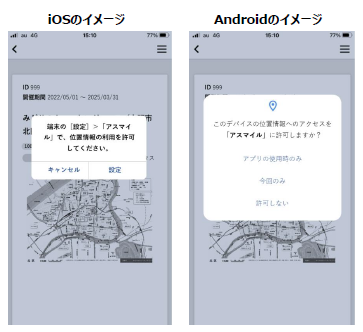 iOSのイメージ
Androidのイメージ
au 4G
15:10
77%
ID 999
開催期間 2022/05/01 ～ 2025/03/31
端末の［設定］>「アスマイ
ル」で、位置情報の利用を許可
してください。
キャンセル
設定
au 4G
15:10
77%
ID 999
このデバイスの位置情報へのアクセスを
「アスマイル」に許可しますか？
アプリの使用時のみ
今回のみ
許可しない